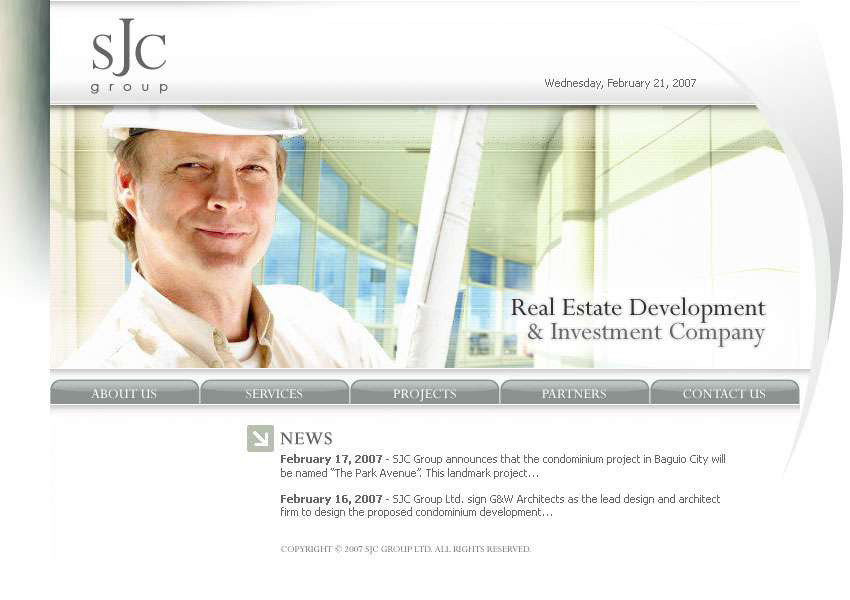 SJC
group
Wednesday, February 21, 2007
Real Estate Development
& Investment Company
ABOUT US SERVICES PROJECTS PARTNERS CONTACT US
NEWS
February 17, 2007 - SJC Group announces that the condominium project in Baguio City will
be named "The Park Avenue". This landmark project...
February 16, 2007 - SJC Group Ltd. sign G&W Architects as the lead design and architect
firm to design the proposed condominium development...
COPYRIGHT © 2007 SJC GROUP LTD. ALL RIGHTS RESERVED.